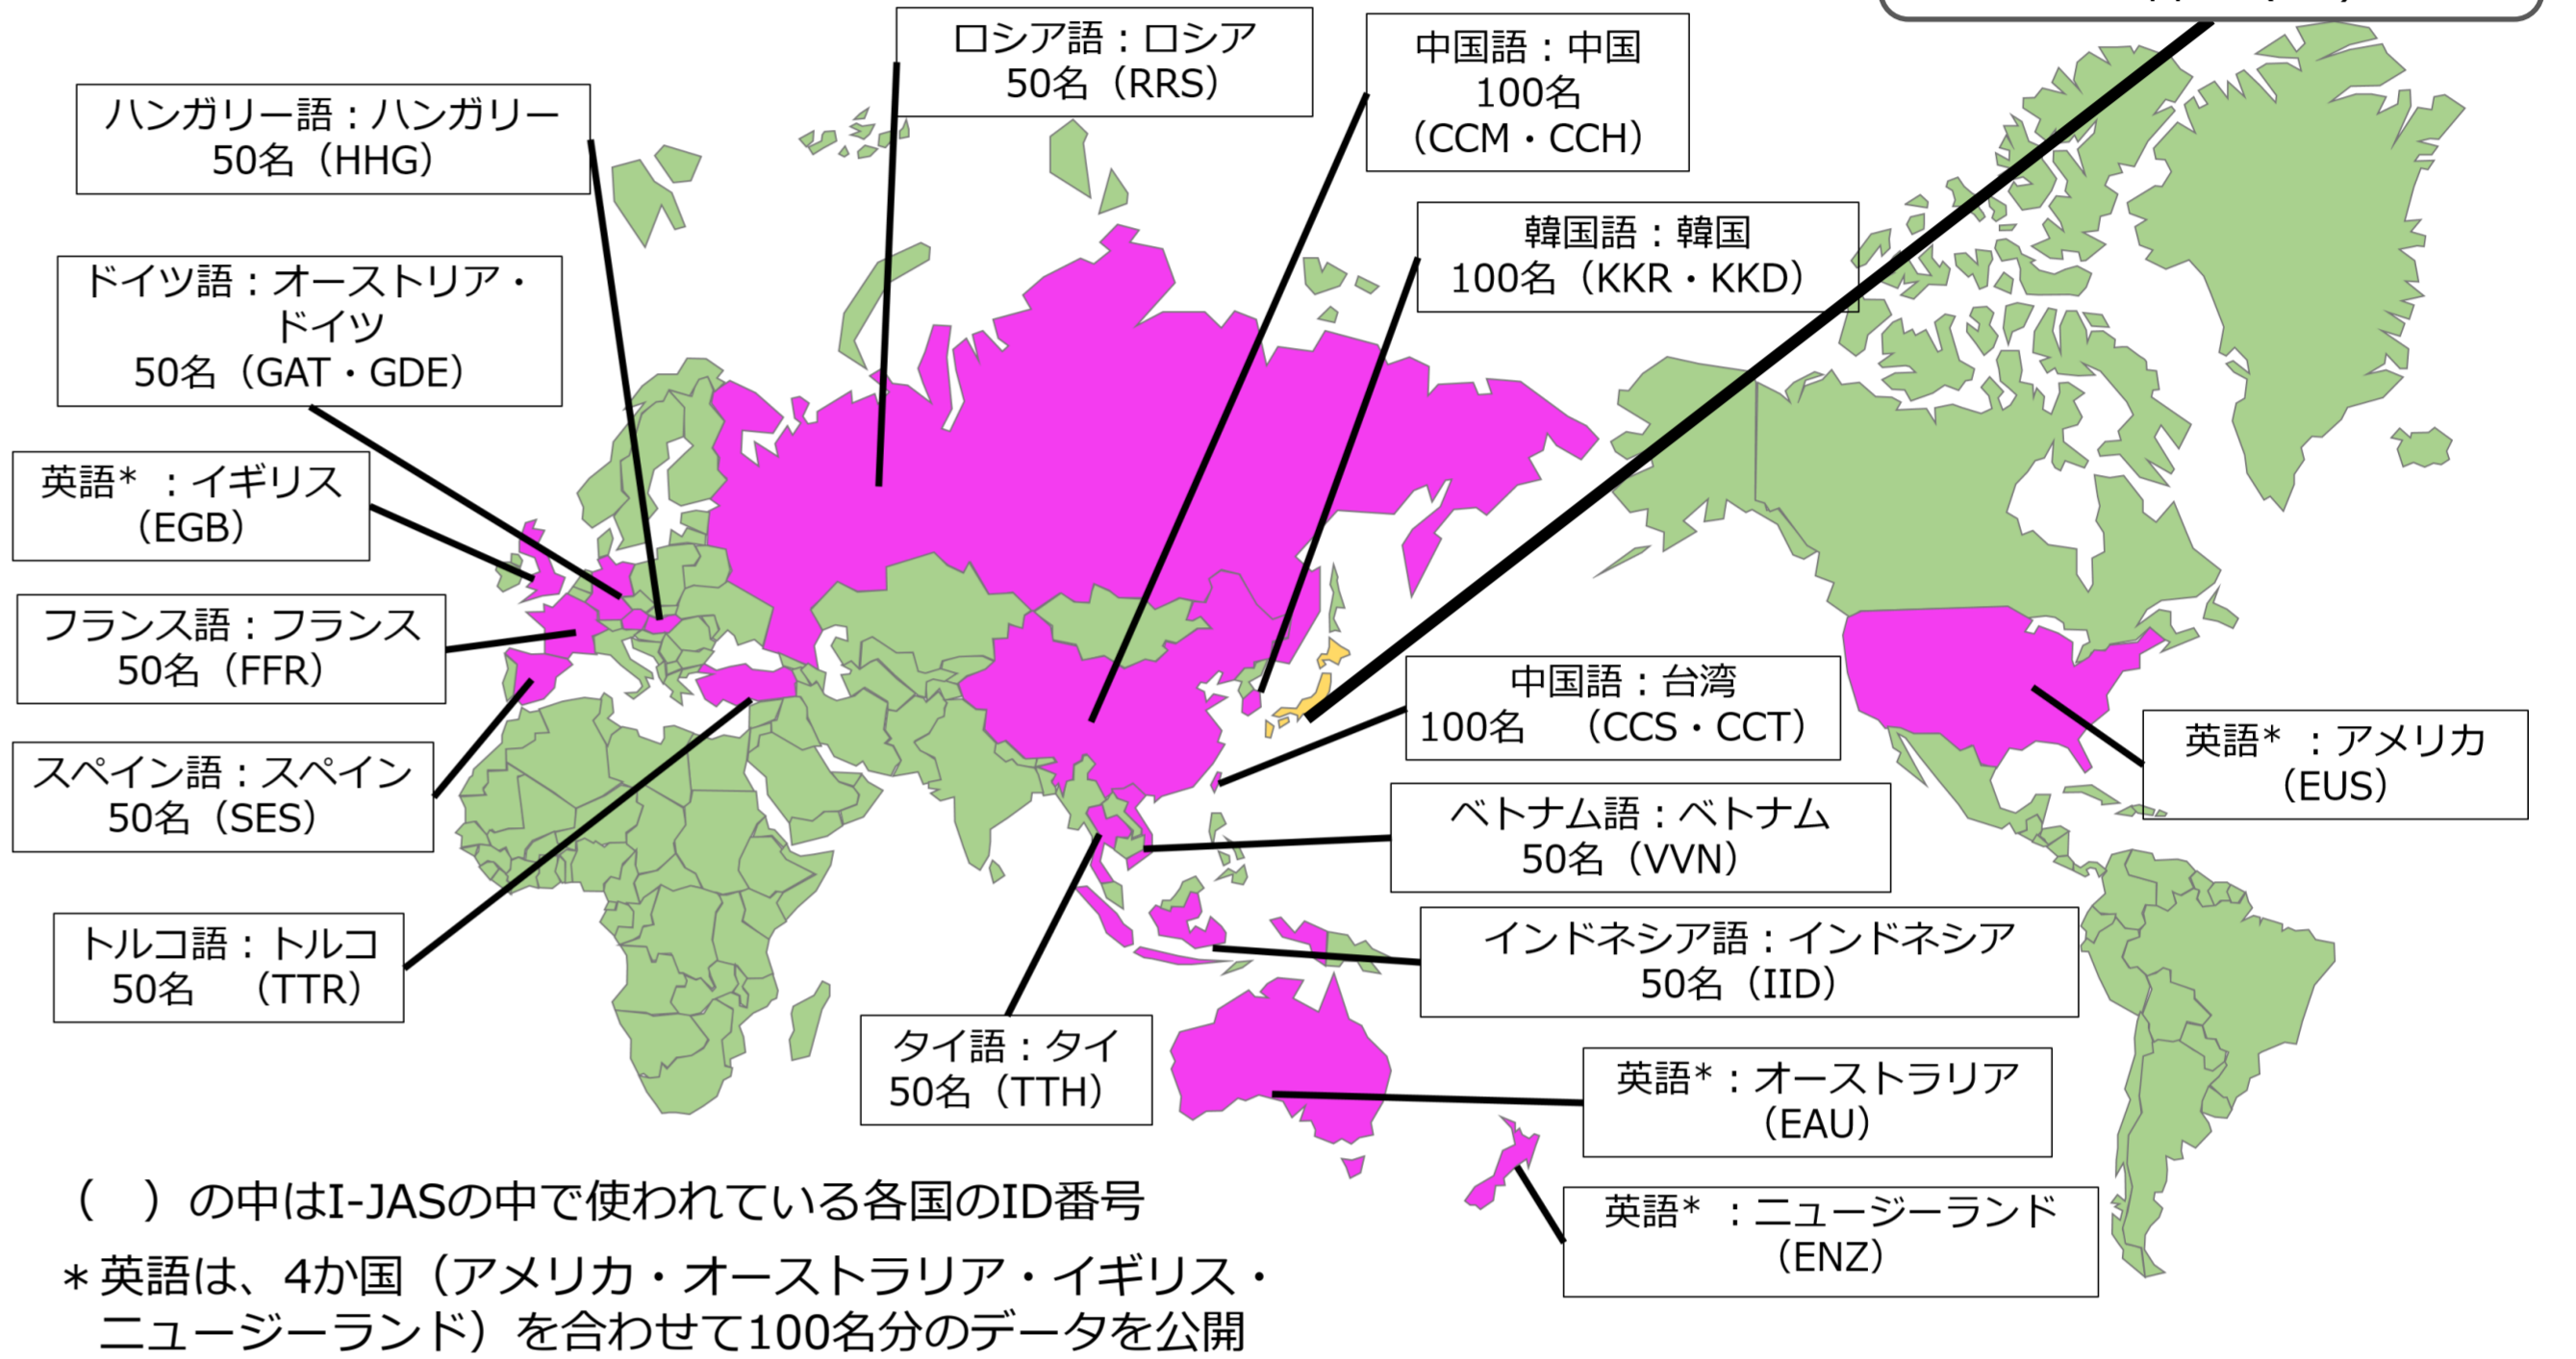 ロシア語：ロシア
50名（RRS）
中国語：中国
100名
（CCM・CCH）
ハンガリー語：ハンガリー
50名（HHG）
韓国語：韓国
100名（KKR・KKD）
ドイツ語：オーストリア・
ドイツ
50名（GAT・GDE）
英語* ：イギリス
（EGB）
フランス語：フランス
50名（FFR）
中国語：台湾
100名　（CCS・CCT）
英語* ：アメリカ
（EUS）
スペイン語：スペイン
50名（SES）
ベトナム語：ベトナム
50名（VVN）
トルコ語：トルコ
50名　（TTR）
インドネシア語：インドネシア
50名（IID）
タイ語：タイ
50名（TTH）
英語*：オーストラリア
（EAU）
英語* ：ニュージーランド
（ENZ）
（　）の中はI-JASの中で使われている各国のID番号
＊英語は、4か国（アメリカ・オーストラリア・イギリス・
ニュージーランド）を合わせて100名分のデータを公開